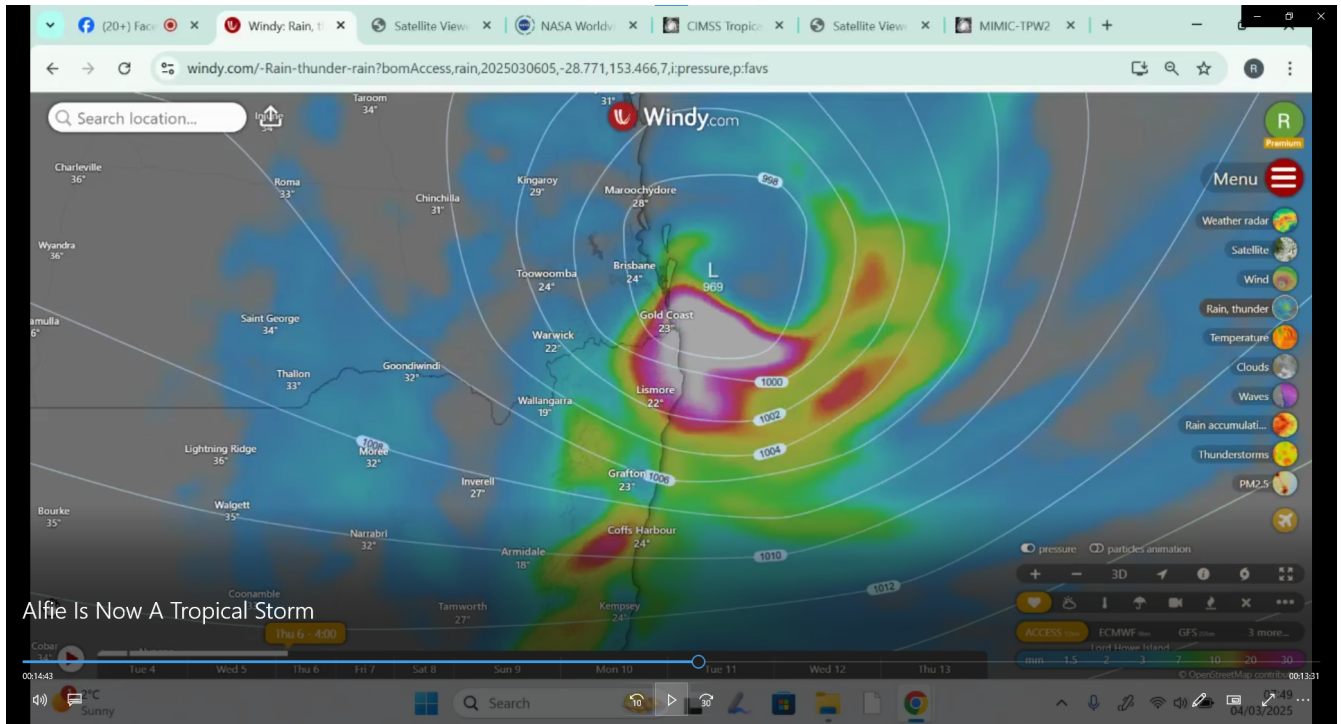 (20+) Fac
Windy: Rain, t
Satellite View
NASA Worldv
CIMSS Tropica
Satellite View
MIMIC-TPW2
windy.com/-Rain-thunder-rain?bomAccess,rain,2025030605,-28.771,153.466,7,i:pressure,p:favs
R
Search location...
Windy.com
R
Premium
Menu
Weather radar
Satellite
Wind
Rain, thunder
Temperature
Clouds
Waves
Rain accumulati...
Thunderstorms
PM2.5
Taroom
34°
31°
Charleville
36°
Roma
33°
Chinchilla
31°
Kingaroy
29°
Maroochydore
28°
998
Wyandra
36°
Toowoomba
24°
Brisbane
24°
L
969
Saint George
34°
Warwick
22°
Gold Coast
23°
amulla
6°
Thallon
33°
Goondiwindi
32°
Wallangarra
19°
Lismore
22°
1000
1002
1004
1006
1008
Lightning Ridge
36°
Moree
32°
Inverell
27°
Grafton
23°
Bourke
35°
Walgett
35°
Narrabri
32°
Armidale
18°
Coffs Harbour
24°
1010
1012
Coonamble
Tamworth
27°
Kempsey
24°
Cobar
34°
pressure
particles animation
3D
ACCESS
ECMWF
GFS
3 more...
Lord Howe Island
mm 1.5 2 3 7 10 20 30
© OpenStreetMap contribu
Alfie Is Now A Tropical Storm
Thu 6 - 4:00
Tue 4
Wed 5
Thu 6
Fri 7
Sat 8
Sun 9
Mon 10
Tue 11
Wed 12
Thu 13
00:14:43
00:13:31
2°C
Sunny
Search
10
30
07:49
04/03/2025